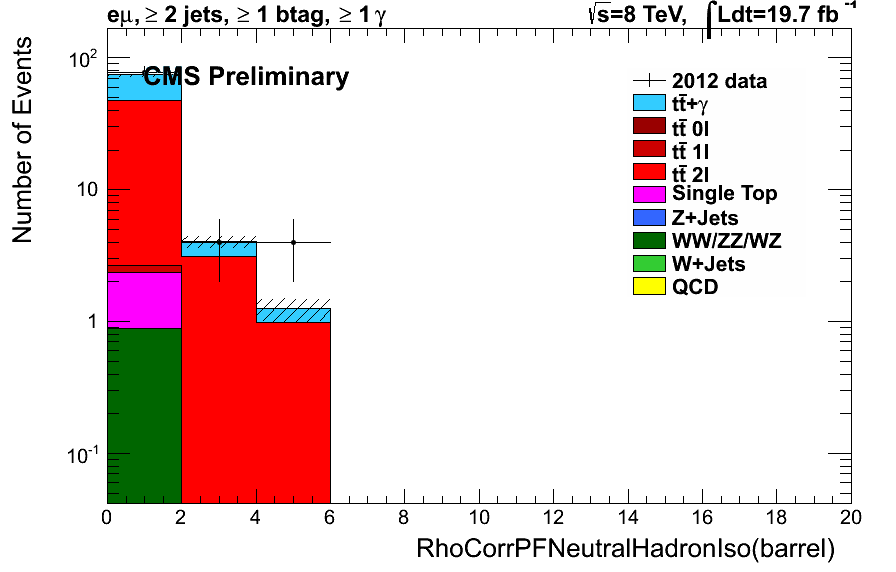 eμ, ≥ 2 jets, ≥ 1 btag, ≥ 1 γ
√s=8 TeV, ∫Ldt=19.7 fb⁻¹
Number of Events
CMS Preliminary
2012 data
tt̄+γ
tt̄ 0l
tt̄ 1l
tt̄ 2l
Single Top
Z+Jets
WW/ZZ/WZ
W+Jets
QCD
10²
10
1
10⁻¹
0 2 4 6 8 10 12 14 16 18 20
RhoCorrPFNeutralHadronIso(barrel)